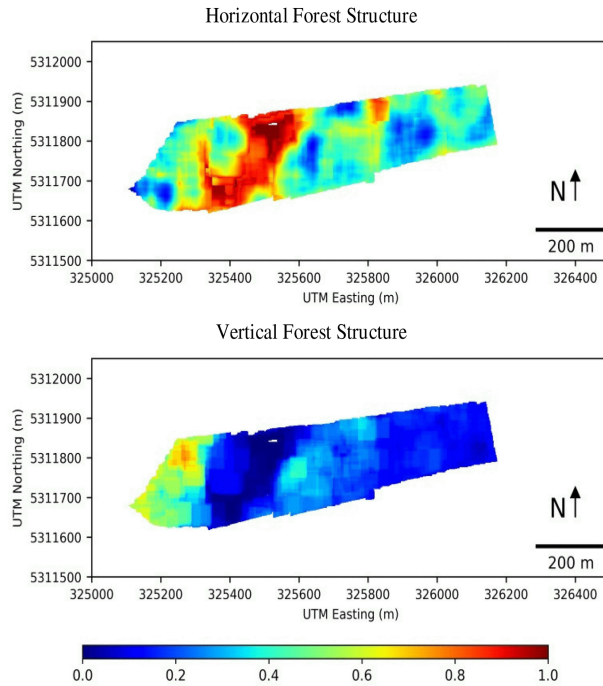 Horizontal Forest Structure
5312000
5311900
5311800
5311700
5311600
5311500
UTM Northing (m)
N
200 m
325000 325200 325400 325600 325800 326000 326200 326400
UTM Easting (m)
Vertical Forest Structure
5312000
5311900
5311800
5311700
5311600
5311500
UTM Northing (m)
N
200 m
325000 325200 325400 325600 325800 326000 326200 326400
UTM Easting (m)
0.0 0.2 0.4 0.6 0.8 1.0